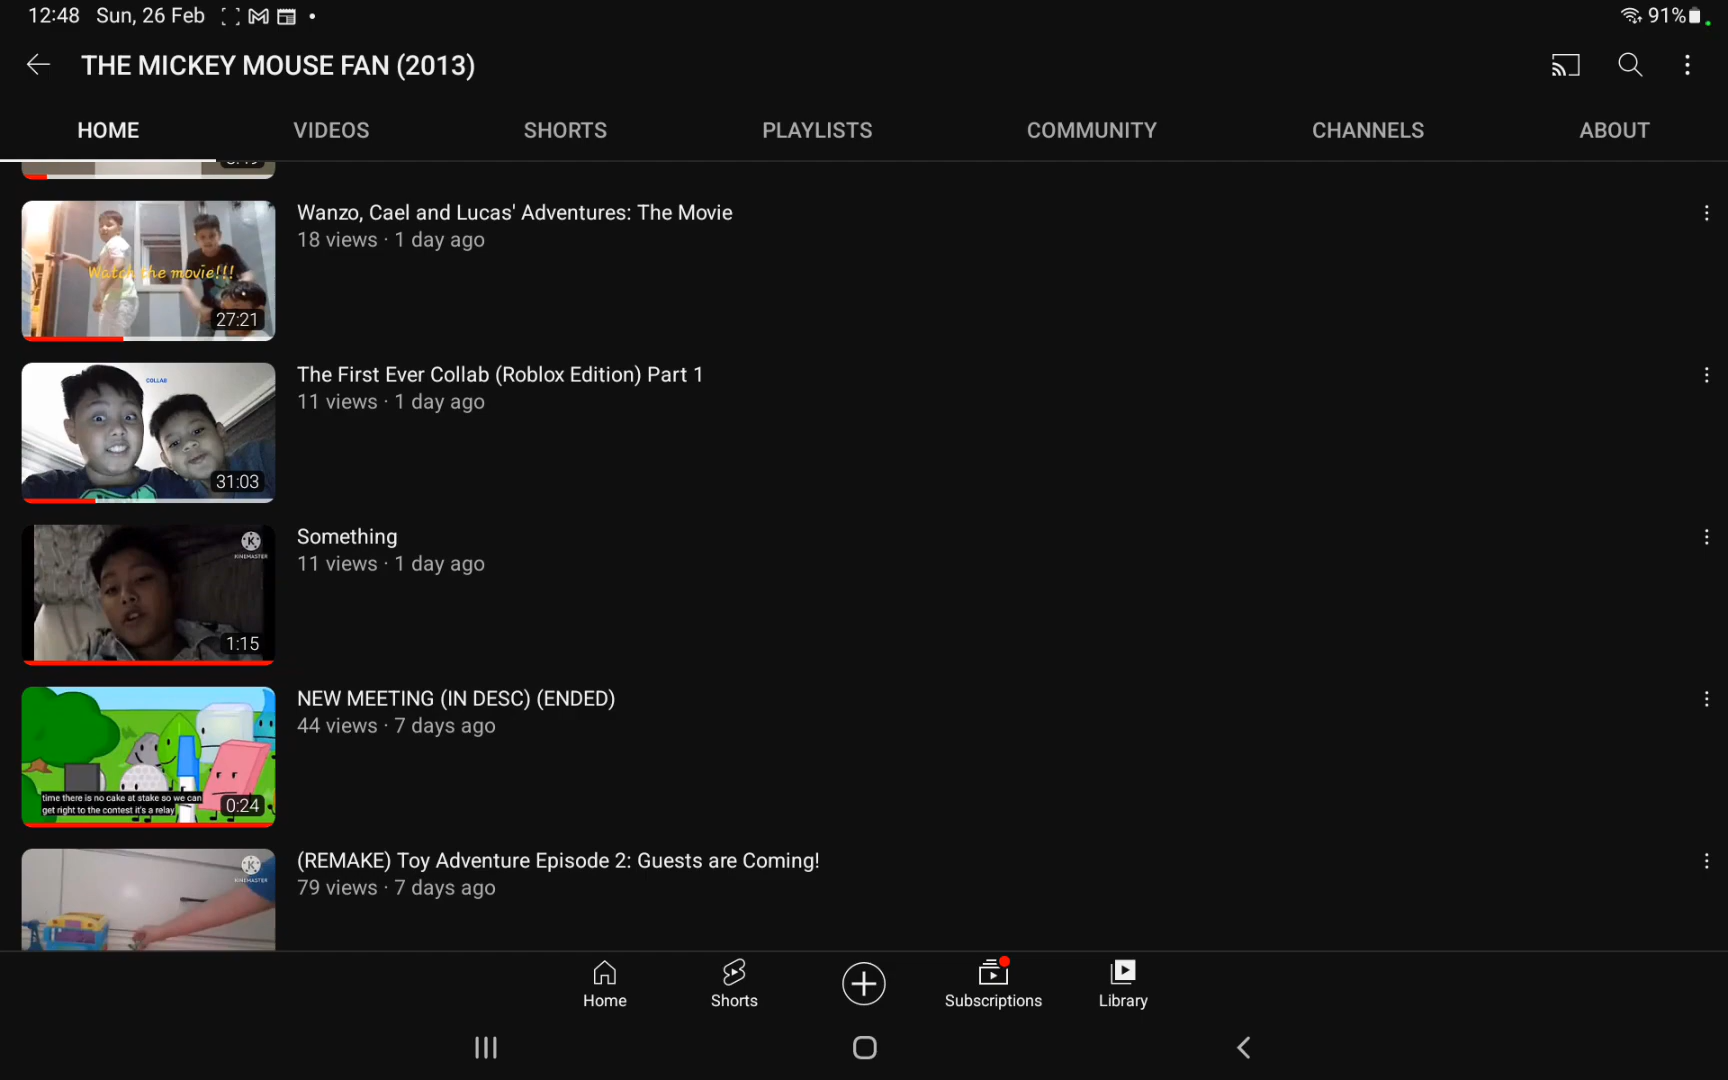 12:48 Sun, 26 Feb
91%
THE MICKEY MOUSE FAN (2013)
HOME VIDEOS SHORTS PLAYLISTS COMMUNITY CHANNELS ABOUT
Watch the movie!!!
27:21
Wanzo, Cael and Lucas' Adventures: The Movie
18 views · 1 day ago
COLLAB
31:03
The First Ever Collab (Roblox Edition) Part 1
11 views · 1 day ago
KINEMASTER
1:15
Something
11 views · 1 day ago
time there is no cake at stake so we can
get right to the contest it's a relay
0:24
NEW MEETING (IN DESC) (ENDED)
44 views · 7 days ago
KINEMASTER
(REMAKE) Toy Adventure Episode 2: Guests are Coming!
79 views · 7 days ago
Home Shorts Subscriptions Library